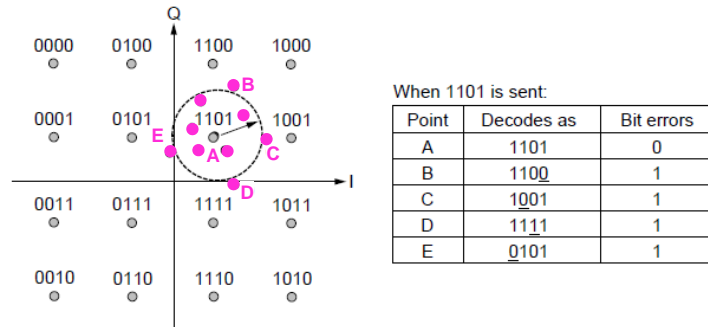 Q
0000 0100 1100 1000
B
0001 0101 1101 1001
E
A
C
D
I
0011 0111 1111 1011
0010 0110 1110 1010
When 1101 is sent:
Point Decodes as Bit errors
A 1101 0
B 1100 1
C 1001 1
D 1111 1
E 0101 1